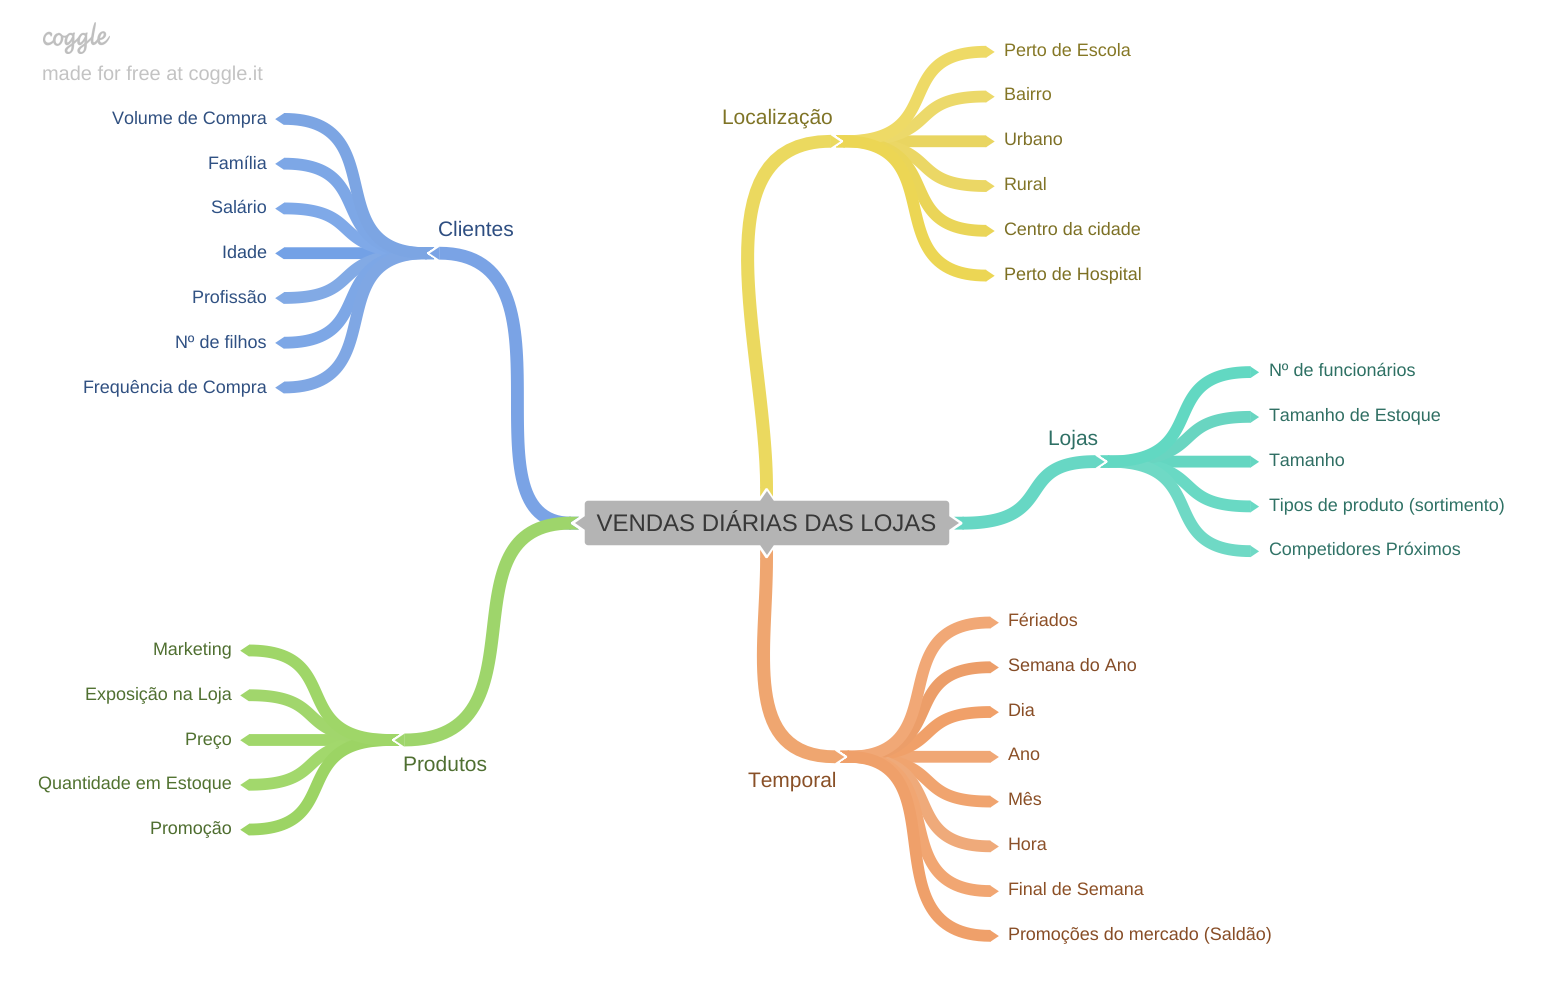 coggle
made for free at coggle.it
Clientes
Volume de Compra
Família
Salário
Idade
Profissão
Nº de filhos
Frequência de Compra
Localização
Perto de Escola
Bairro
Urbano
Rural
Centro da cidade
Perto de Hospital
Lojas
Nº de funcionários
Tamanho de Estoque
Tamanho
Tipos de produto (sortimento)
Competidores Próximos
VENDAS DIÁRIAS DAS LOJAS
Produtos
Marketing
Exposição na Loja
Preço
Quantidade em Estoque
Promoção
Temporal
Fériados
Semana do Ano
Dia
Ano
Mês
Hora
Final de Semana
Promoções do mercado (Saldão)